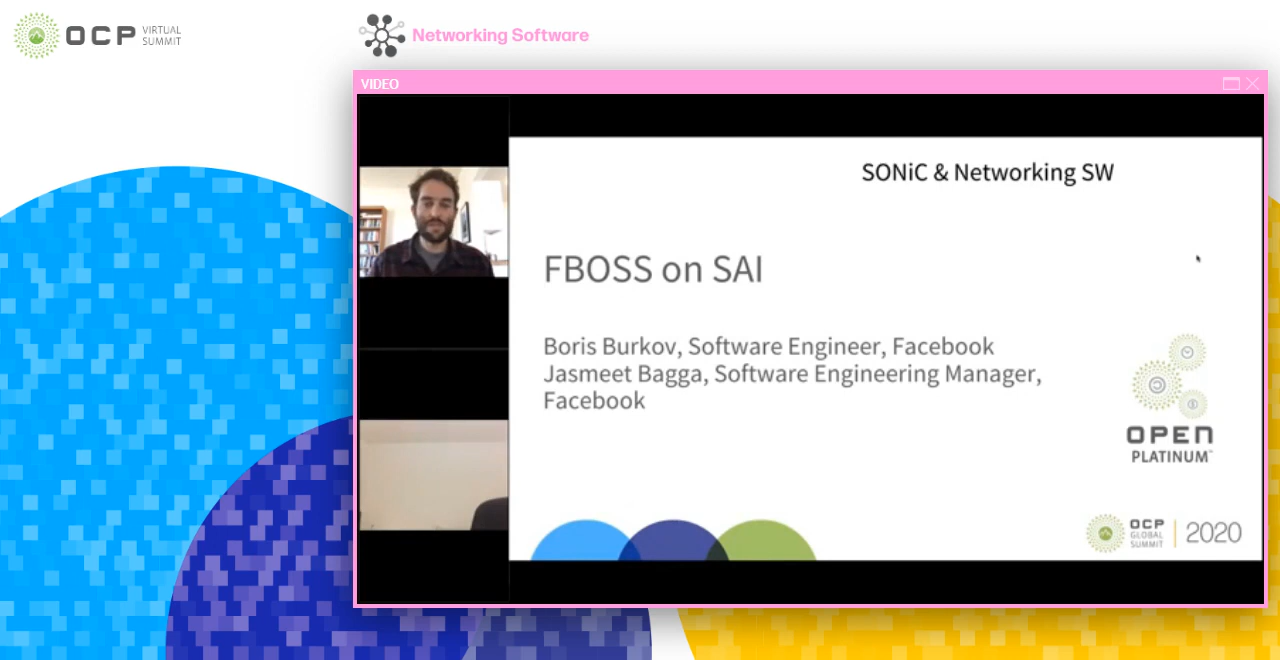 OCP VIRTUAL
SUMMIT
Networking Software
VIDEO
SONiC & Networking SW
FBOSS on SAI
Boris Burkov, Software Engineer, Facebook
Jasmeet Bagga, Software Engineering Manager,
Facebook
OPEN
PLATINUM™
OCP
GLOBAL
SUMMIT
2020